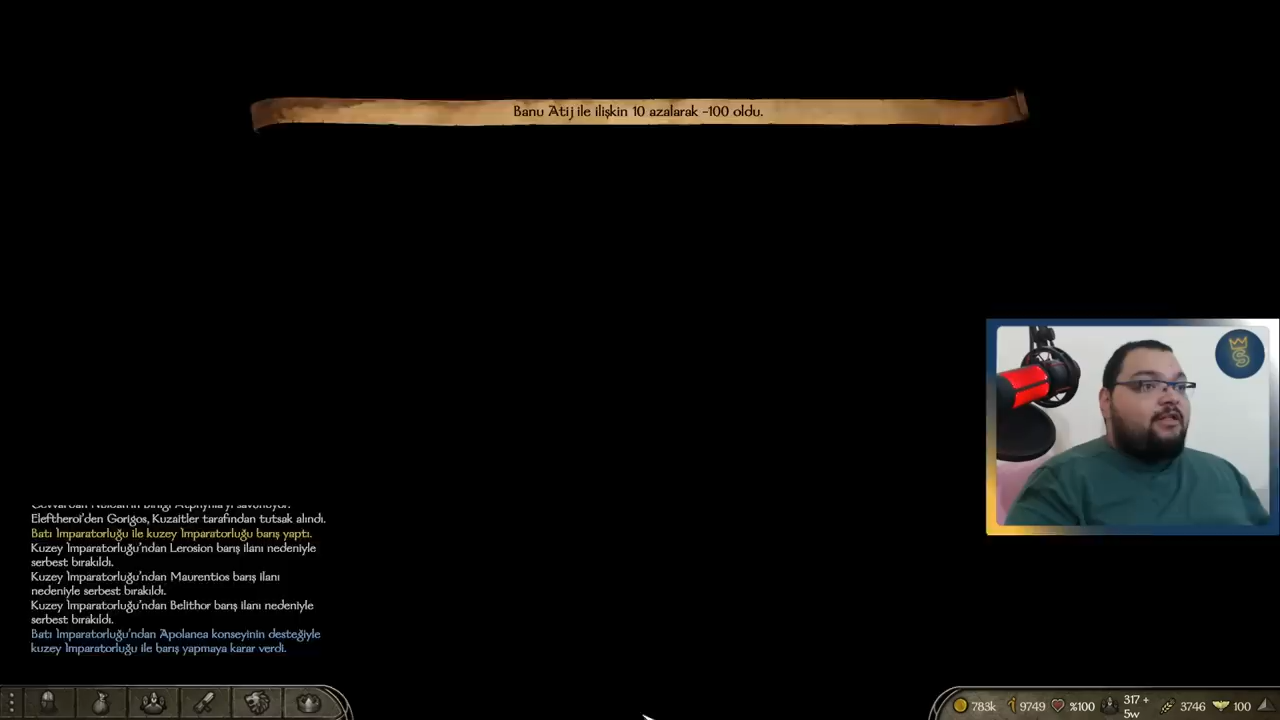 Banu Atij ile ilişkin 10 azalarak -100 oldu.
Eleftheroi'den Gorigos, Kuzaitler tarafından tutsak alındı.
Batı İmparatorluğu ile kuzey İmparatorluğu barış yaptı.
Kuzey İmparatorluğu'ndan Lerosion barış ilanı nedeniyle
serbest bırakıldı.
Kuzey İmparatorluğu'ndan Maurentios barış ilanı
nedeniyle serbest bırakıldı.
Kuzey İmparatorluğu'ndan Belithor barış ilanı nedeniyle
serbest bırakıldı.
Batı İmparatorluğu'ndan Apolanea konseyinin desteğiyle
kuzey İmparatorluğu ile barış yapmaya karar verdi.
S
783k 9749 %100 317 + 5w 3746 100